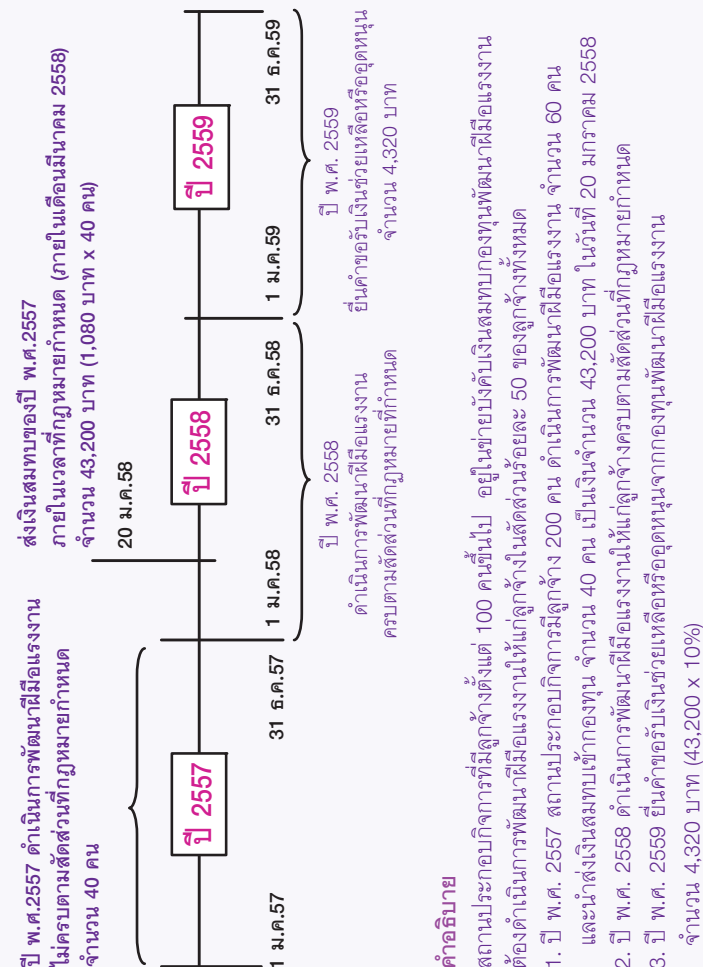 ปี พ.ศ.2557 ดำเนินการพัฒนาฝีมือแรงงาน
ไม่ครบตามสัดส่วนที่กฎหมายกำหนด
จำนวน 40 คน
ส่งเงินสมทบของปี พ.ศ.2557
ภายในเวลาที่กฎหมายกำหนด (ภายในเดือนมีนาคม 2558)
จำนวน 43,200 บาท (1,080 บาท x 40 คน)
20 ม.ค.58
ปี 2557
ปี 2558
ปี 2559
1 ม.ค.57
31 ธ.ค.57
1 ม.ค.58
31 ธ.ค.58
1 ม.ค.59
31 ธ.ค.59
ปี พ.ศ. 2558
ดำเนินการพัฒนาฝีมือแรงงาน
ครบตามสัดส่วนที่กฎหมายที่กำหนด
ปี พ.ศ. 2559
ยื่นคำขอรับเงินช่วยเหลือหรืออุดหนุน
จำนวน 4,320 บาท
คำอธิบาย
สถานประกอบกิจการที่มีลูกจ้างตั้งแต่ 100 คนขึ้นไป อยู่ในข่ายบังคับเงินสมทบกองทุนพัฒนาฝีมือแรงงาน
ต้องดำเนินการพัฒนาฝีมือแรงงานให้แก่ลูกจ้างในสัดส่วนร้อยละ 50 ของลูกจ้างทั้งหมด
1. ปี พ.ศ. 2557 สถานประกอบกิจการมีลูกจ้าง 200 คน ดำเนินการพัฒนาฝีมือแรงงาน จำนวน 60 คน
และนำส่งเงินสมทบเข้ากองทุน จำนวน 40 คน เป็นเงินจำนวน 43,200 บาท ในวันที่ 20 มกราคม 2558
2. ปี พ.ศ. 2558 ดำเนินการพัฒนาฝีมือแรงงานให้แก่ลูกจ้างครบตามสัดส่วนที่กฎหมายกำหนด
3. ปี พ.ศ. 2559 ยื่นคำขอรับเงินช่วยเหลือหรืออุดหนุนจากกองทุนพัฒนาฝีมือแรงงาน
จำนวน 4,320 บาท (43,200 x 10%)